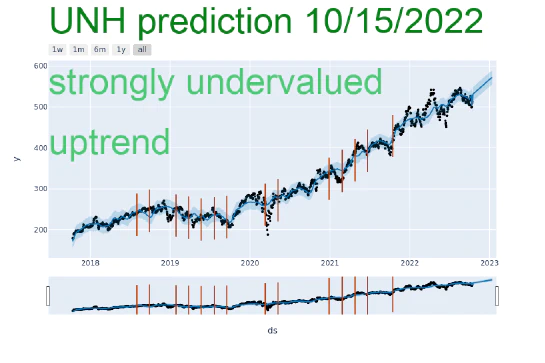 UNH prediction 10/15/2022
1w 1m 6m 1y all
strongly undervalued
uptrend
600
500
400
300
200
y
2018 2019 2020 2021 2022 2023
ds